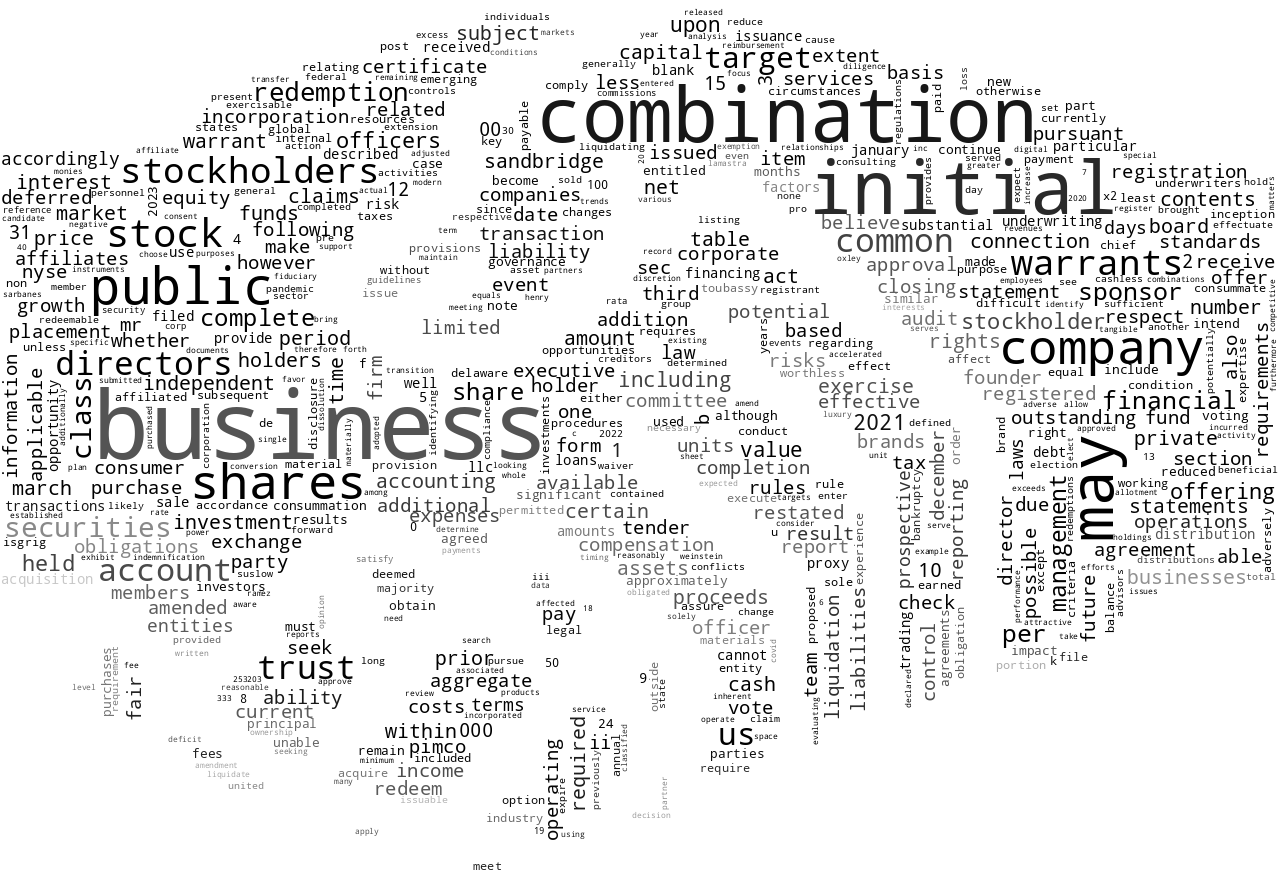 individuals released
excess subject markets year upon reduce
post received conditions analysis issuance cause
relating certificate capital target extent
transfer federal remaining emerging generally blank focus diligence basis loss new
present redemption controls comply less entered 15 30 services otherwise
exercisable related commissions circumstances paid set part
incorporation resources payable combination regulations currently
states global extension 00 30 pursuant
warrant internal officers key liquidating exemption relationships january inc continue digital particular
action
accordingly affiliate described adjusted sandbridge 20 issued even item consulting served payment special
monies stockholders case activities entitled lamastra months greater 7 registration
interest general actual 12 modern become sold 100 net factors initial provides day expect increase underwriters holds matters
deferred personnel 2023 equity claims risk companies trends various none 2020 x2 least contents
reference market consent funds completed taxes respective since date changes pro register brought inception
candidate negative following listing believe substantial underwriting revenues days board effectuate
31 price stock 4 make pre term transaction table common connection chief standards
40 choose use purposes however support provisions liability record corporate oxley
affiliates maintain governance sec financing act approval made warrants 2 receive
nyse instruments fiduciary without asset partners discretion toubassy registrant closing purpose employees see cashless combinations offer
non member public pandemic guidelines event third similar statement sponsor consummate
sarbanes sector issue equals henry rata group interests difficult identify sufficient number competitive
growth security meeting note addition potential audit
redeemable mr filed complete bring limited amount requires years based serves stockholder respect tangible another intend
placement corp whether provide period opportunities existing events regarding rights company
unless specific documents therefore forth creditors law risks accelerated effect affect also furthermore
directors holders time f transition delaware executive determined worthless founder equal include potentially expertise requirements
information applicable opportunity additionally class submitted independent favor firm well share holder including exercise registered condition financial
affiliated subsequent disclosure dissolution 5 either committee effective adverse allow
business purchased de single materially adopted identifying compliance c one used b although amend luxury 2021 defined outstanding fund voting
corporation investments procedures necessary brands order brand right approved incurred
plan consumer conversion material provision llc looking form 2022 1 units conduct value unit tax laws debt elect private activity
march purchase shares among accounting whole loans waiver sheet completion december election 13 section
transactions likely sale accordance consummation available expected rules rule exceeds working reduced beneficial
established rate additional significant contained execute targets enter due redemptions allotment offering
securities power investment results expenses permitted certain restated prospective bankruptcy reporting director management may statements
isgrig exchange forward 0 determine amounts tender consider serve holdings operations adversely
obligations agreed timing compensation u result possible distribution
held exhibit indemnification party payments reasonably weinstein report experience example except agreement able
acquisition account suslow satisfy deemed iii assets conflicts proxy 10 criteria efforts distributions businesses total
members investors ramez majority data approximately sole earned performance future advisors issues
amended aware obtain affected 18 obligated proceeds 6 check balance
entities opinion need pay assure proposed attractive
provided must legal solely officer liquidation liabilities trading control agreements obligation per take
written reports search materials covid impact
purchases requirement fee seek prior pursue 50 cannot team portion k file
level fair trust long associated outside state entity
253203 approve aggregate 9 cash declared
reasonable review products inherent
333 8 ability costs terms vote
current incorporated service operate claim evaluating
principal within 000 24 us space
deficit ownership unable remain pimco ii parties
fees seeking minimum included operating required annual classified require
amendment acquire income expire previously
liquidate many redeem partner
united issuable option
industry decision
apply 19 using
meet